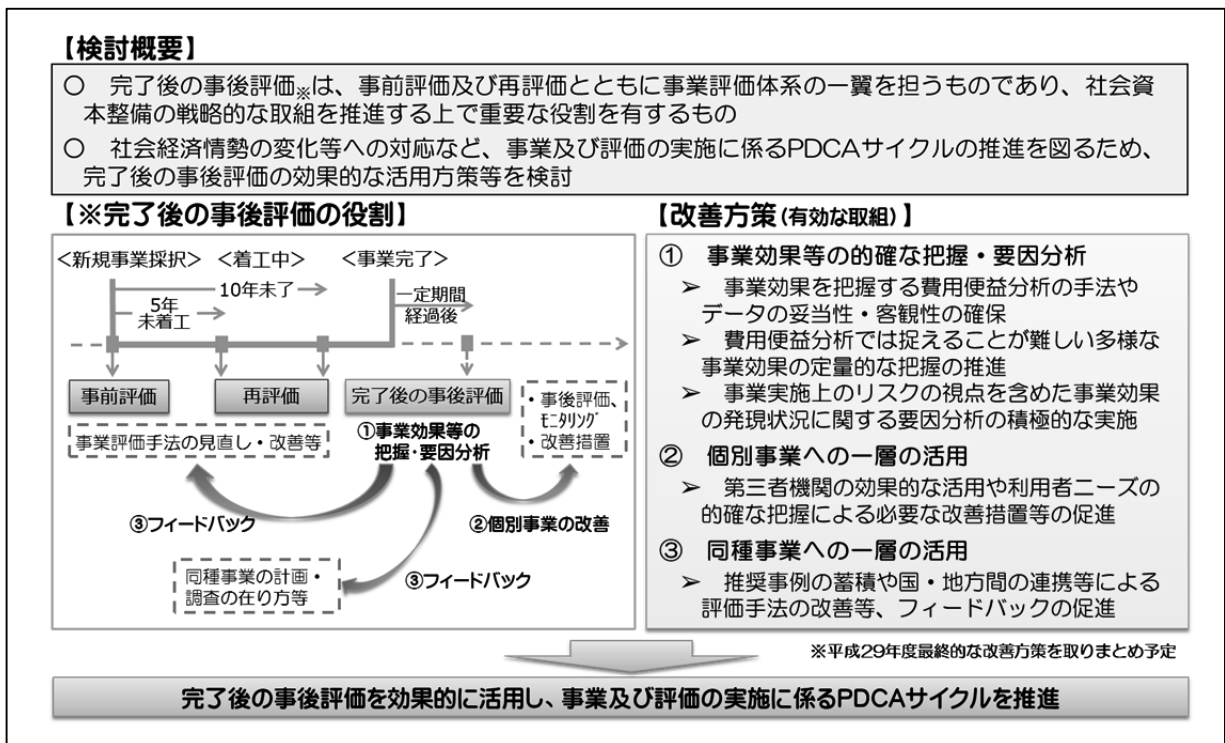 【検討概要】
○　完了後の事後評価※は、事前評価及び再評価とともに事業評価体系の一翼を担うものであり、社会資
本整備の戦略的な取組を推進する上で重要な役割を有するもの
○　社会経済情勢の変化等への対応など、事業及び評価の実施に係るPDCAサイクルの推進を図るため、
完了後の事後評価の効果的な活用方策等を検討
【※完了後の事後評価の役割】
<新規事業採択>
<着工中>
<事業完了>
10年未了
5年
未着工
一定期間
経過後
事前評価
再評価
完了後の事後評価
・事後評価、
ﾓﾆﾀﾘﾝｸﾞ
・改善措置
事業評価手法の見直し・改善等
①事業効果等の
把握・要因分析
③フィードバック
②個別事業の改善
同種事業の計画・
調査の在り方等
③フィードバック
【改善方策(有効な取組)】
①　事業効果等の的確な把握・要因分析
➢　事業効果を把握する費用便益分析の手法や
データの妥当性・客観性の確保
➢　費用便益分析では捉えることが難しい多様な
事業効果の定量的な把握の推進
➢　事業実施上のリスクの視点を含めた事業効果
の発現状況に関する要因分析の積極的な実施
②　個別事業への一層の活用
➢　第三者機関の効果的な活用や利用者ニーズの
的確な把握による必要な改善措置等の促進
③　同種事業への一層の活用
➢　推奨事例の蓄積や国・地方間の連携等による
評価手法の改善等、フィードバックの促進
※平成29年度最終的な改善方策を取りまとめ予定
完了後の事後評価を効果的に活用し、事業及び評価の実施に係るPDCAサイクルを推進